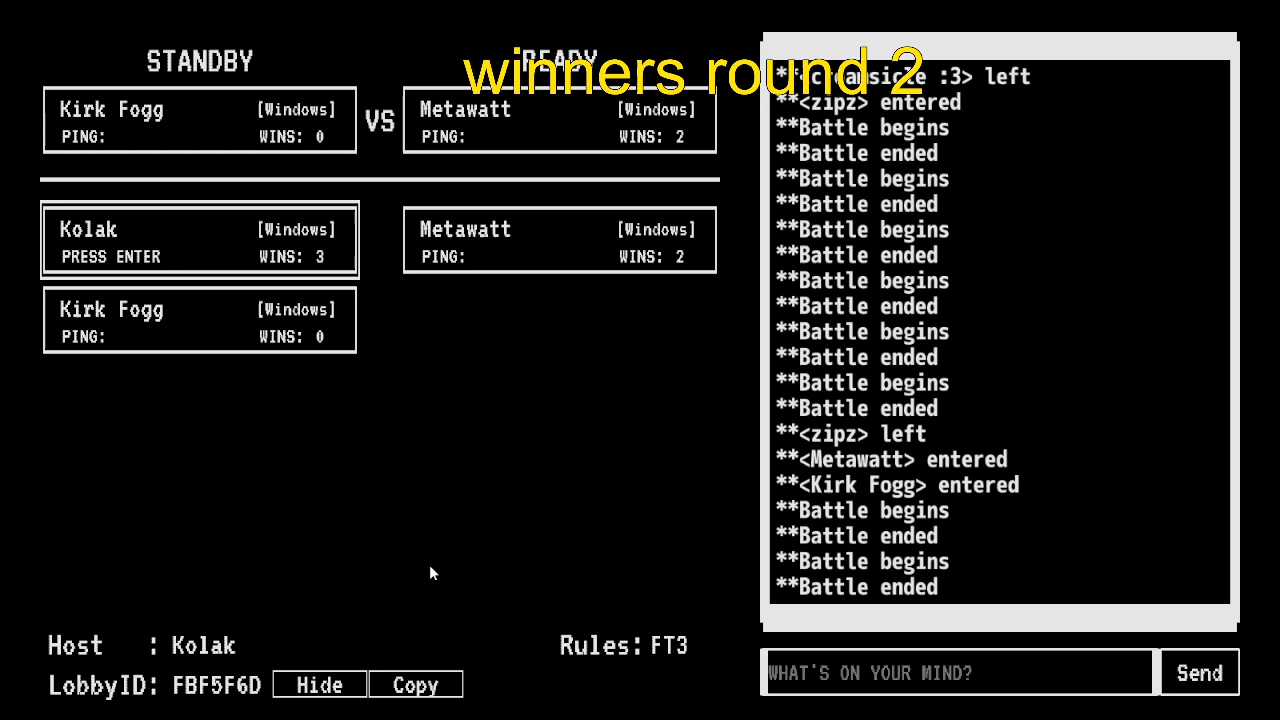 winners round 2
STANDBY
READY
Kirk Fogg [Windows]
PING: WINS: 0
VS
Metawatt [Windows]
PING: WINS: 2
Kolak [Windows]
PRESS ENTER WINS: 3
Metawatt [Windows]
PING: WINS: 2
Kirk Fogg [Windows]
PING: WINS: 0
Host : Kolak
Rules: FT3
LobbyID: FBF5F6D Hide Copy
**<creamsicle :3> left
**<zipz> entered
**Battle begins
**Battle ended
**Battle begins
**Battle ended
**Battle begins
**Battle ended
**Battle begins
**Battle ended
**Battle begins
**Battle ended
**Battle begins
**Battle ended
**<zipz> left
**<Metawatt> entered
**<Kirk Fogg> entered
**Battle begins
**Battle ended
**Battle begins
**Battle ended
WHAT'S ON YOUR MIND? Send